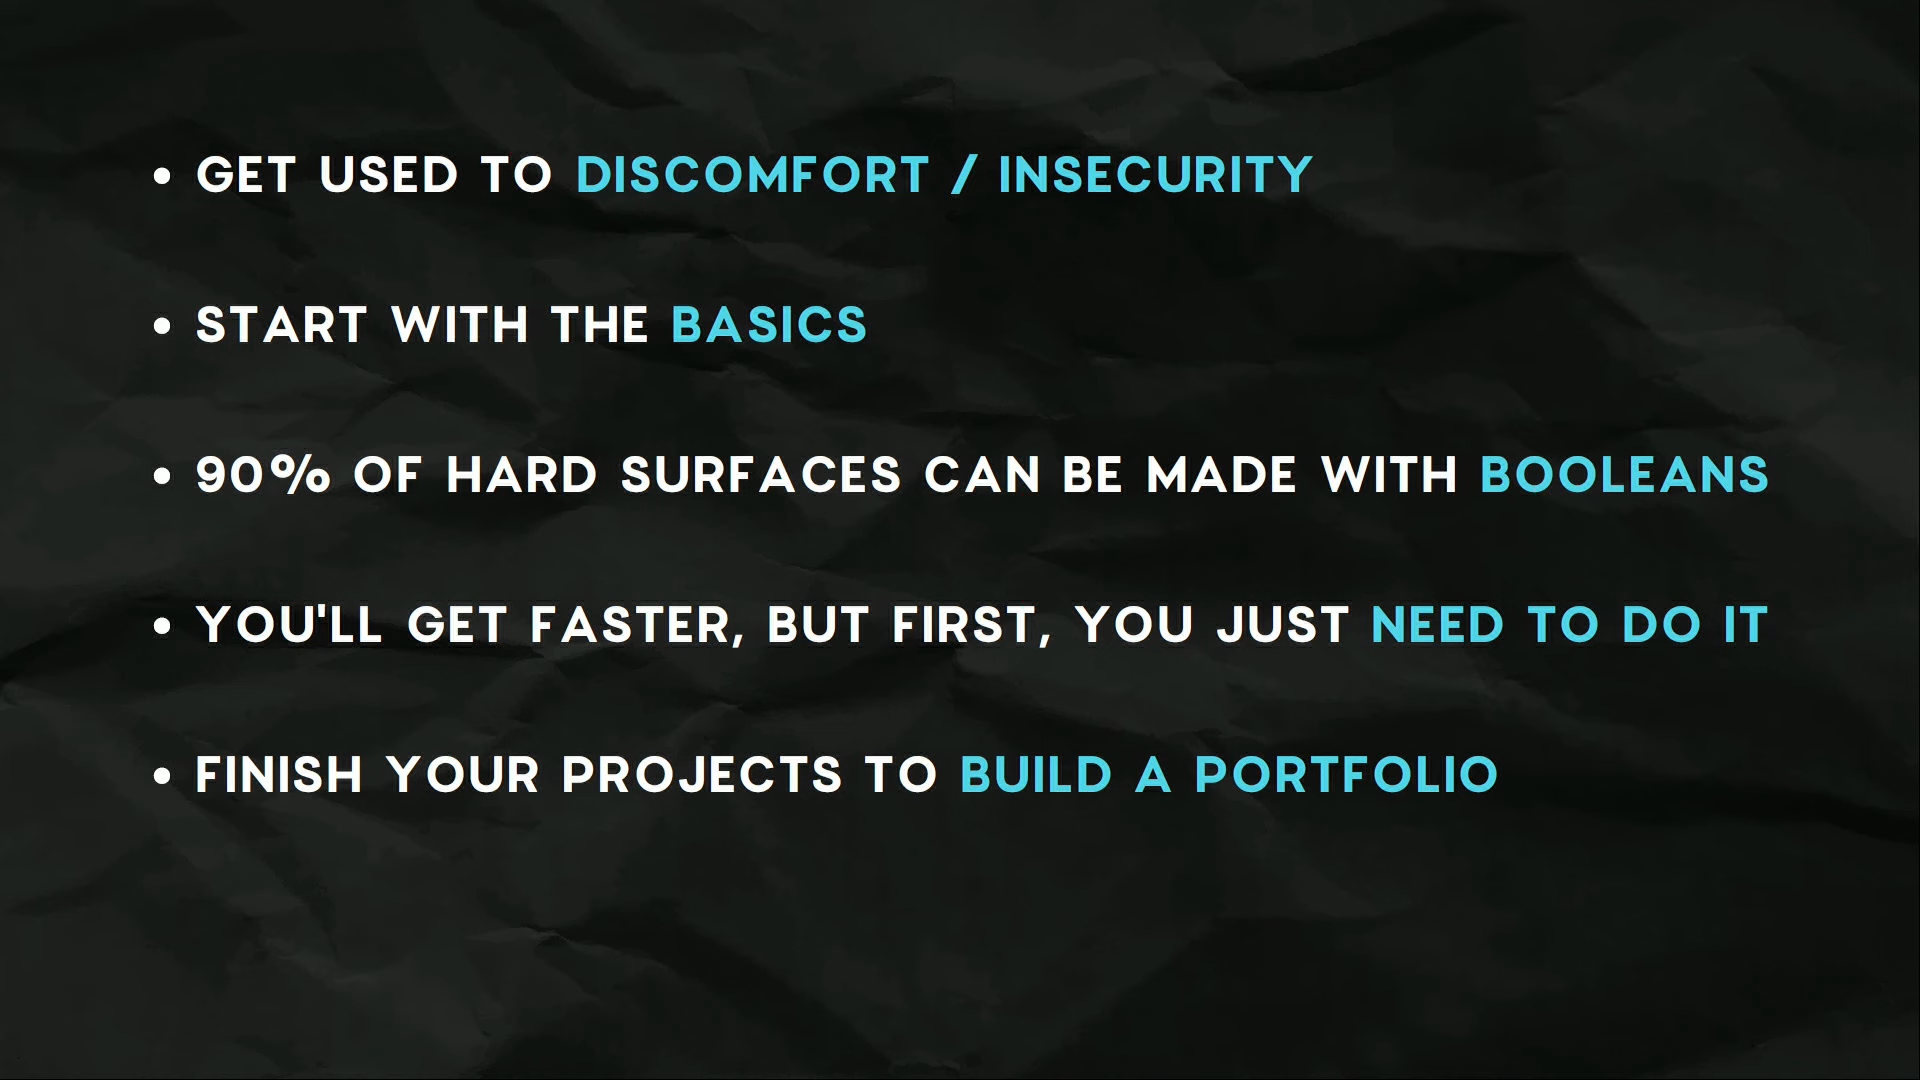 • GET USED TO DISCOMFORT / INSECURITY
• START WITH THE BASICS
• 90% OF HARD SURFACES CAN BE MADE WITH BOOLEANS
• YOU'LL GET FASTER, BUT FIRST, YOU JUST NEED TO DO IT
• FINISH YOUR PROJECTS TO BUILD A PORTFOLIO